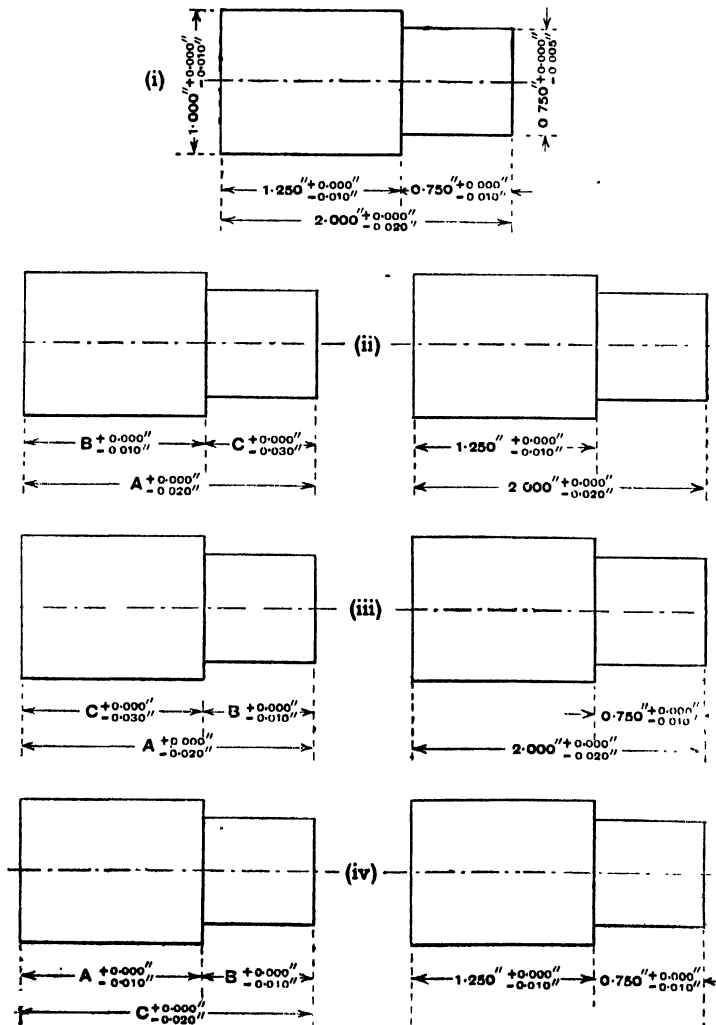 (i)
1·000" +0·000" -0·010"
0 750" +0·000" -0·005"
1·250" +0·000" -0·010"
0·750" +0 000" -0·010"
2·000" +0·000" -0·020"
(ii)
B +0·000" -0 010"
C +0·000" -0·030"
A +0·000" -0 020"
1·250" +0·000" -0·010"
2 000" +0·000" -0·020"
(iii)
C +0·000" -0·030"
B +0·000" -0·010"
A +0·000" -0·020"
0·750" +0·000" -0·010
2·000" +0·000" -0·020"
(iv)
A +0·000" -0·010"
B +0·000" -0·010"
C +0·000" -0·020"
1·250" +0·000" -0·010"
0·750" +0·000" -0·010"